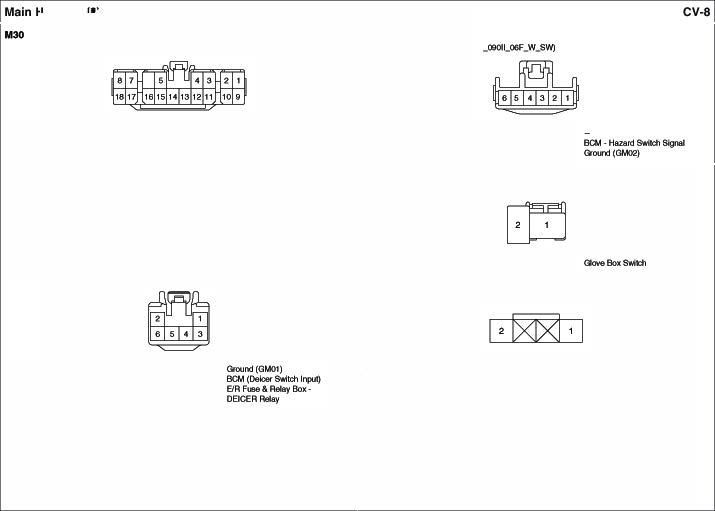 Main
CV-8
M30
_090II_06F_W_SW)
8 7 5 4 3 2 1
18 17 16 15 14 13 12 11 10 9
6 5 4 3 2 1
–
BCM - Hazard Switch Signal
Ground (GM02)
2 1
Glove Box Switch
2 1
6 5 4 3
2 1
Ground (GM01)
BCM (Deicer Switch Input)
E/R Fuse & Relay Box -
DEICER Relay